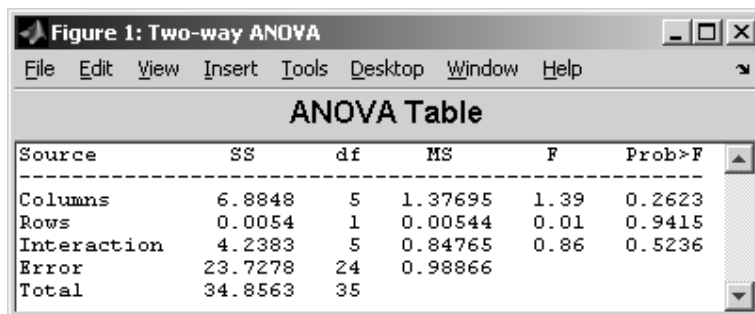 Figure 1: Two-way ANOVA
File Edit View Insert Tools Desktop Window Help
ANOVA Table
Source SS df MS F Prob>F
Columns 6.8848 5 1.37695 1.39 0.2623
Rows 0.0054 1 0.00544 0.01 0.9415
Interaction 4.2383 5 0.84765 0.86 0.5236
Error 23.7278 24 0.98866
Total 34.8563 35